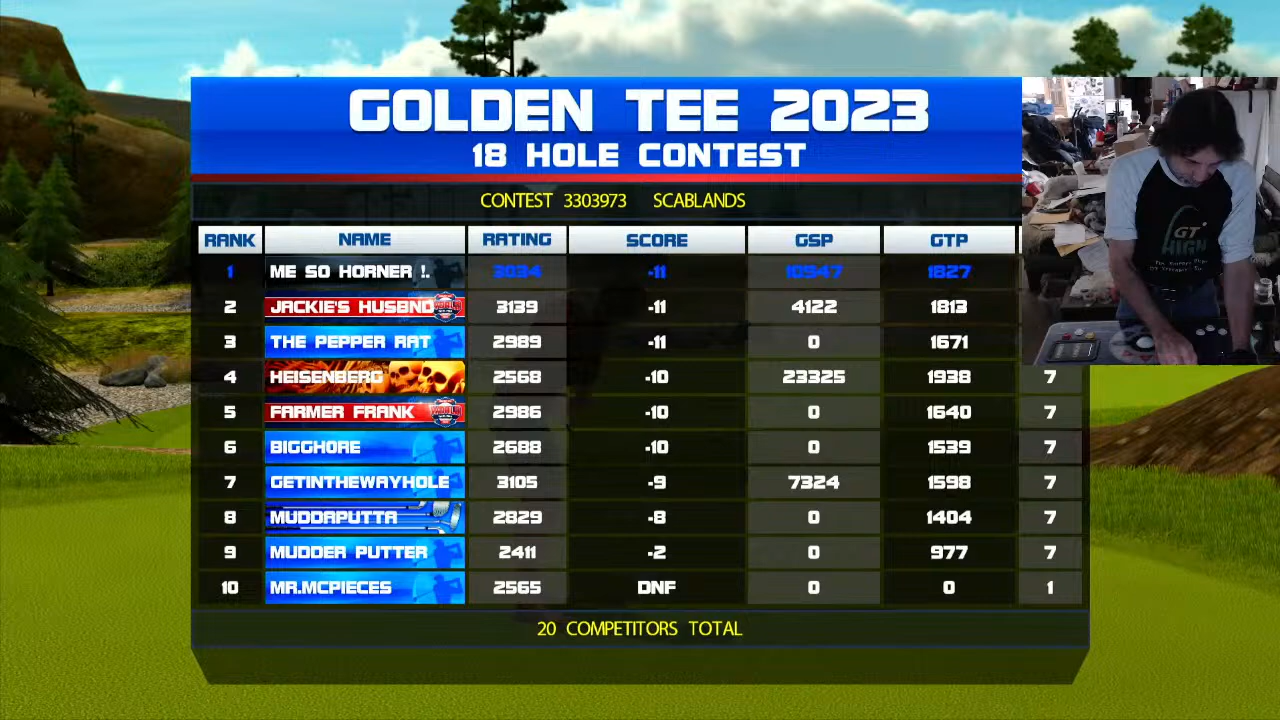 GOLDEN TEE 2023
18 HOLE CONTEST
CONTEST 3303973 SCABLANDS
RANK NAME RATING SCORE GSP GTP
1 ME SO HORNER !. 3034 -11 10547 1827
2 JACKIE'S HUSBND 3139 -11 4122 1813
3 THE PEPPER RAT 2989 -11 0 1671
4 HEISENBERG 2568 -10 23325 1938 7
5 FARMER FRANK 2986 -10 0 1640 7
6 BIGGHORE 2688 -10 0 1539 7
7 GETINTHEWAYHOLE 3105 -9 7324 1598 7
8 MUDDAPUTTA 2829 -8 0 1404 7
9 MUDDER PUTTER 2411 -2 0 977 7
10 MR.MCPIECES 2565 DNF 0 0 1
20 COMPETITORS TOTAL
GT
HIGH